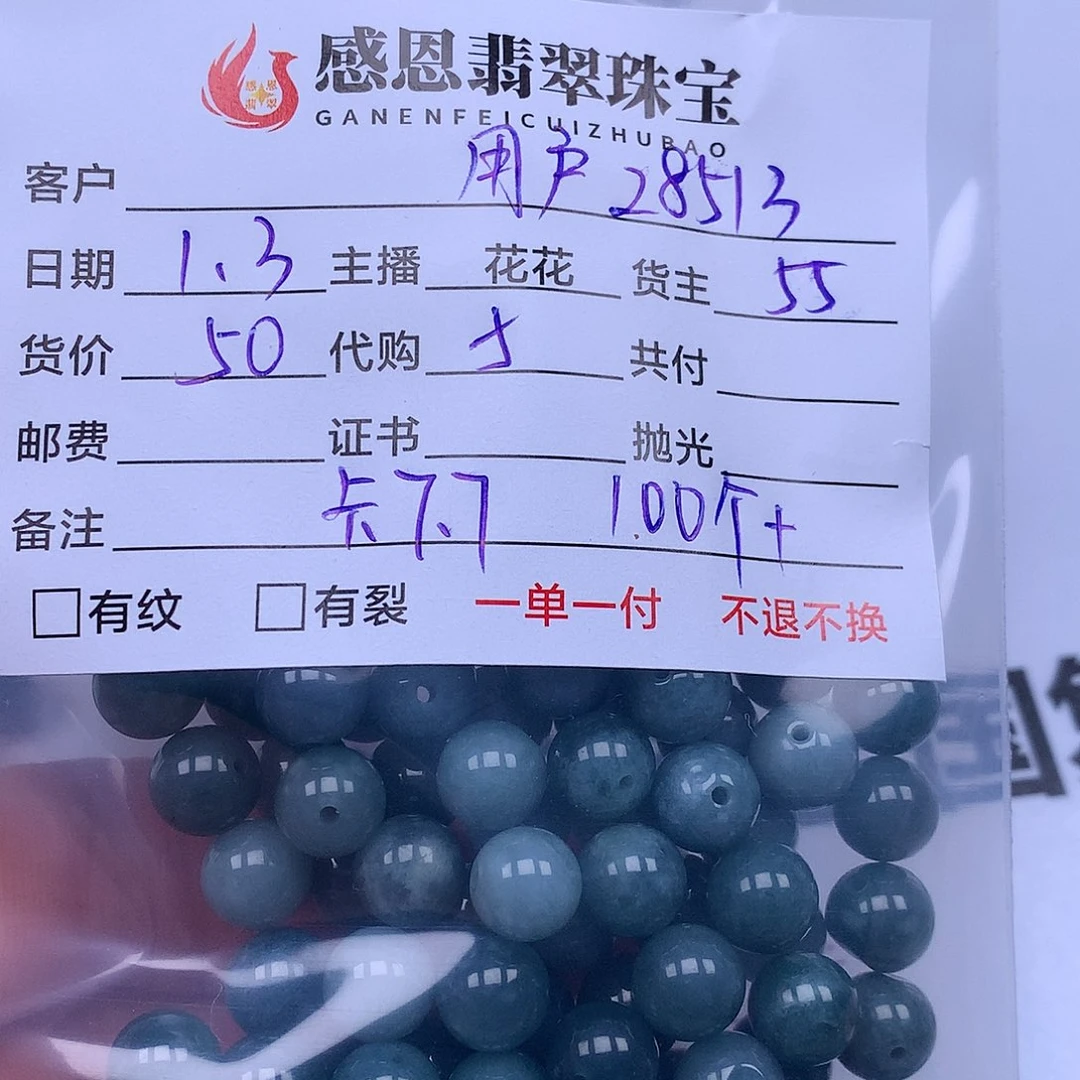 感恩翡翠珠宝
GANENFEICUIZHUBAO
客户 用户28513
日期 1.3 主播 花花 货主 55
货价 50 代购 5 共付
邮费 证书 抛光
备注 卡7.7 100个+
有纹 有裂 一单一付 不退不换
国